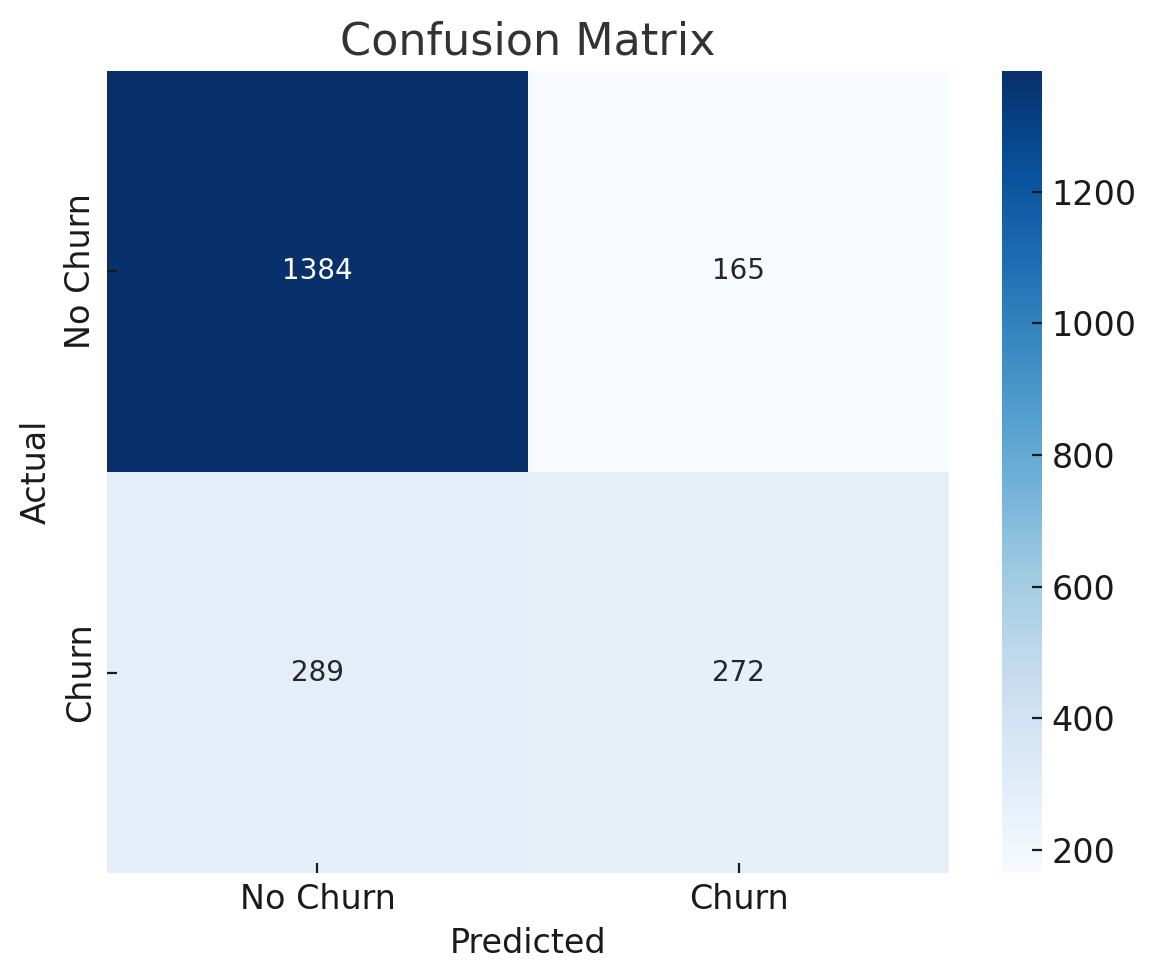 Confusion Matrix
No Churn
1384
165
1200
1000
800
600
400
200
Actual
Churn
289
272
No Churn
Churn
Predicted